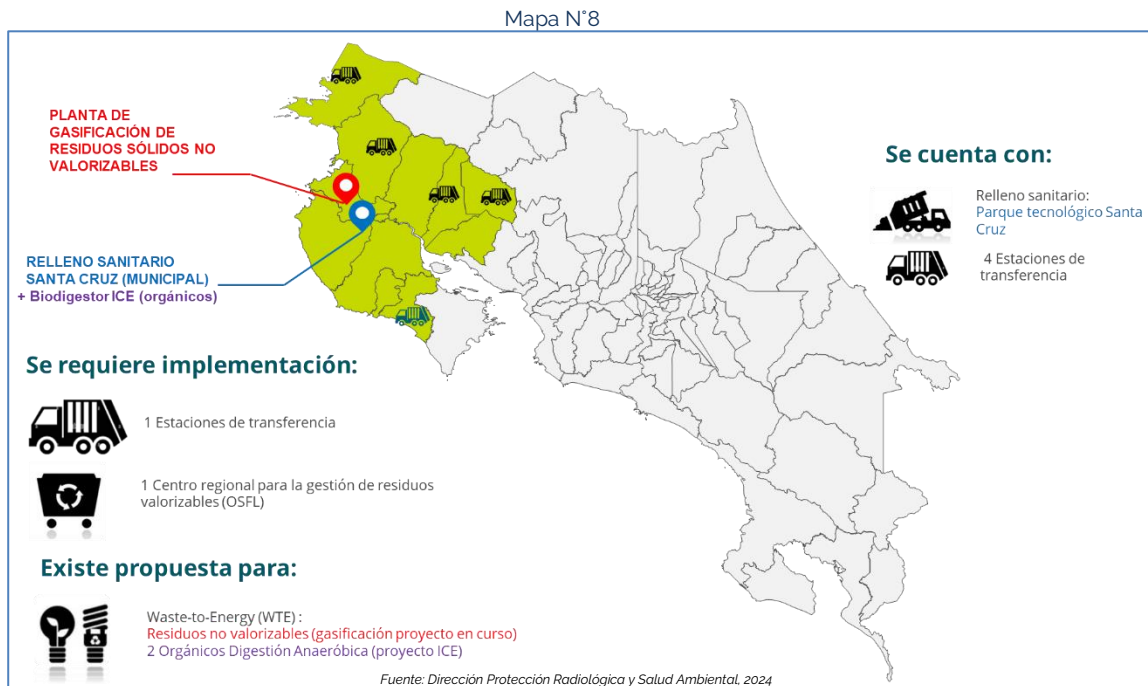 Mapa N°8
PLANTA DE
GASIFICACIÓN DE
RESIDUOS SÓLIDOS NO
VALORIZABLES
RELLENO SANITARIO
SANTA CRUZ (MUNICIPAL)
+ Biodigestor ICE (orgánicos)
Se cuenta con:
Relleno sanitario:
Parque tecnológico Santa
Cruz
4 Estaciones de
transferencia
Se requiere implementación:
1 Estaciones de transferencia
1 Centro regional para la gestión de residuos
valorizables (OSFL)
Existe propuesta para:
Waste-to-Energy (WTE) :
Residuos no valorizables (gasificación proyecto en curso)
2 Orgánicos Digestión Anaeróbica (proyecto ICE)
Fuente: Dirección Protección Radiológica y Salud Ambiental, 2024